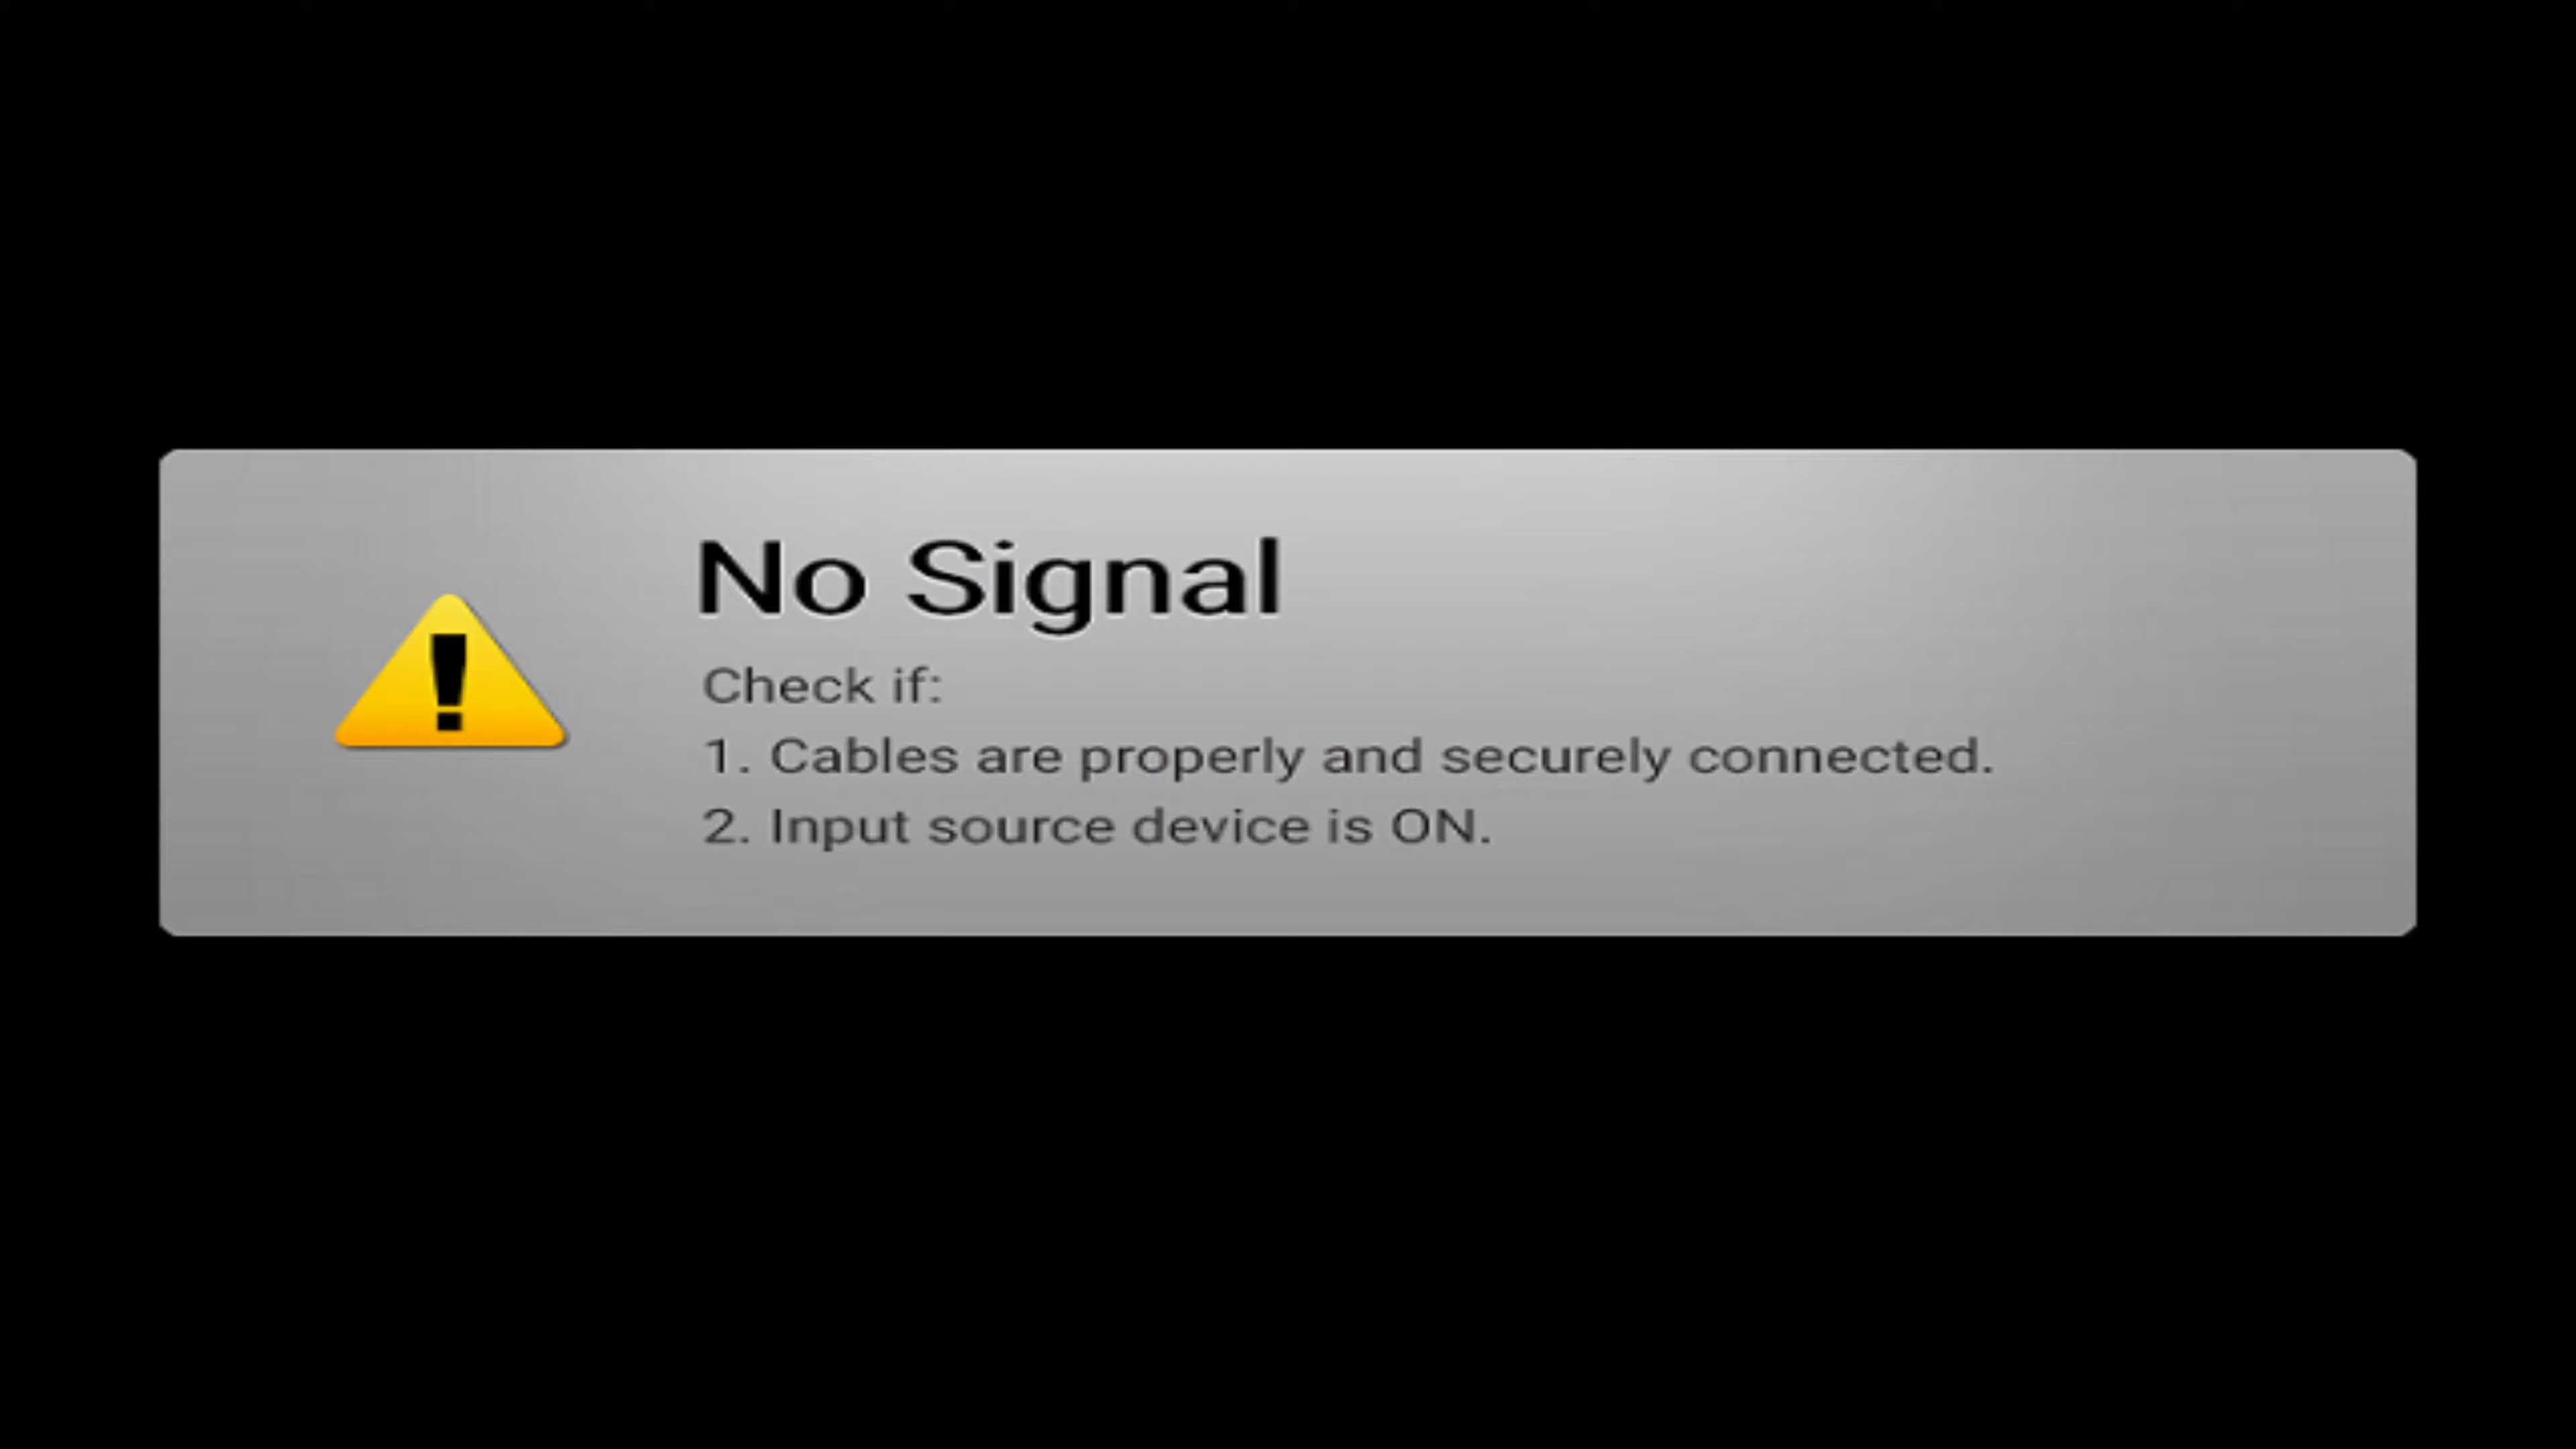 No Signal
Check if:
1. Cables are properly and securely connected.
2. Input source device is ON.